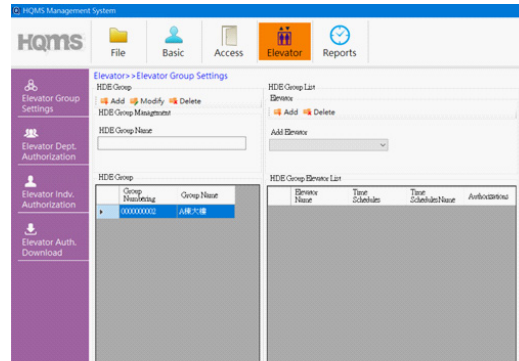 HQMS Management System
HQMS
File
Basic
Access
Elevator
Reports
Elevator Group
Settings
Elevator Dept.
Authorization
Elevator Indv.
Authorization
Elevator Auth.
Download
Elevator>>Elevator Group Settings
HDE Group
Add Modify Delete
HDE Group Management
HDE Group Name
HDE Group
Group
Numbering
Group Name
0000000002 A棟大樓
HDE Group List
Elevator
Add Delete
Add Elevator
HDE Group Elevator List
Elevator
Name
Time
Schedules
Time
Schedules Name
Authorizations